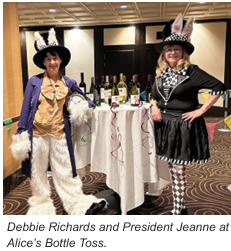 Debbie Richards and President Jeanne at
Alice's Bottle Toss.